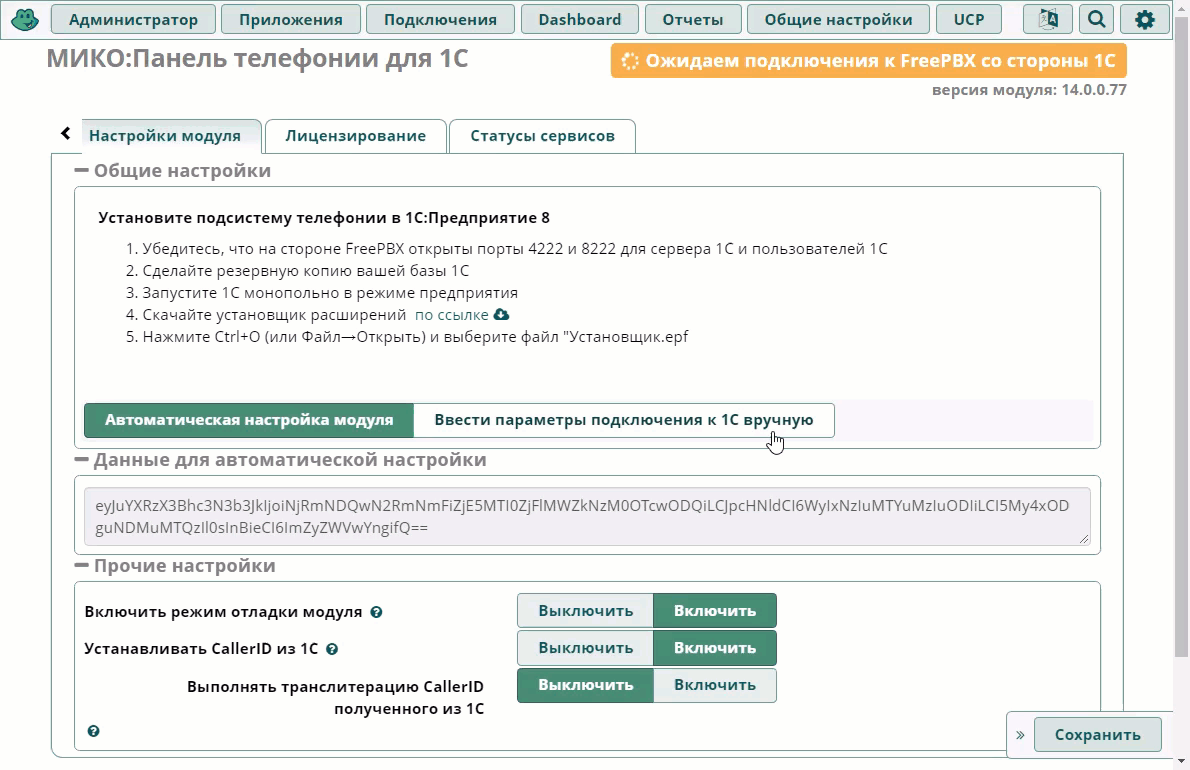 Администратор Приложения Подключения Dashboard Отчеты Общие настройки UCP
МИКО:Панель телефонии для 1С
Ожидаем подключения к FreePBX со стороны 1С
версия модуля: 14.0.0.77
Настройки модуля Лицензирование Статусы сервисов
Общие настройки
Установите подсистему телефонии в 1С:Предприятие 8
1. Убедитесь, что на стороне FreePBX открыты порты 4222 и 8222 для сервера 1С и пользователей 1С
2. Сделайте резервную копию вашей базы 1С
3. Запустите 1С монопольно в режиме предприятия
4. Скачайте установщик расширений по ссылке
5. Нажмите Ctrl+O (или Файл→Открыть) и выберите файл "Установщик.epf
Автоматическая настройка модуля Ввести параметры подключения к 1С вручную
Данные для автоматической настройки
eyJuYXRzX3Bhc3N3b3JkIjoiNjRmNDQwN2RmNmFiZjE5MTI0ZjFlMWZkNzM0OTcwODQiLCJpcHNldCI6WyIxNzIuMTYuMzIuODIiLCI5My4xOD
guNDMuMTQzIl0sInBieCI6ImZyZWVwYngifQ==
Прочие настройки
Включить режим отладки модуля Выключить Включить
Устанавливать CallerID из 1С Выключить Включить
Выполнять транслитерацию CallerID Выключить Включить
полученного из 1С
» Сохранить